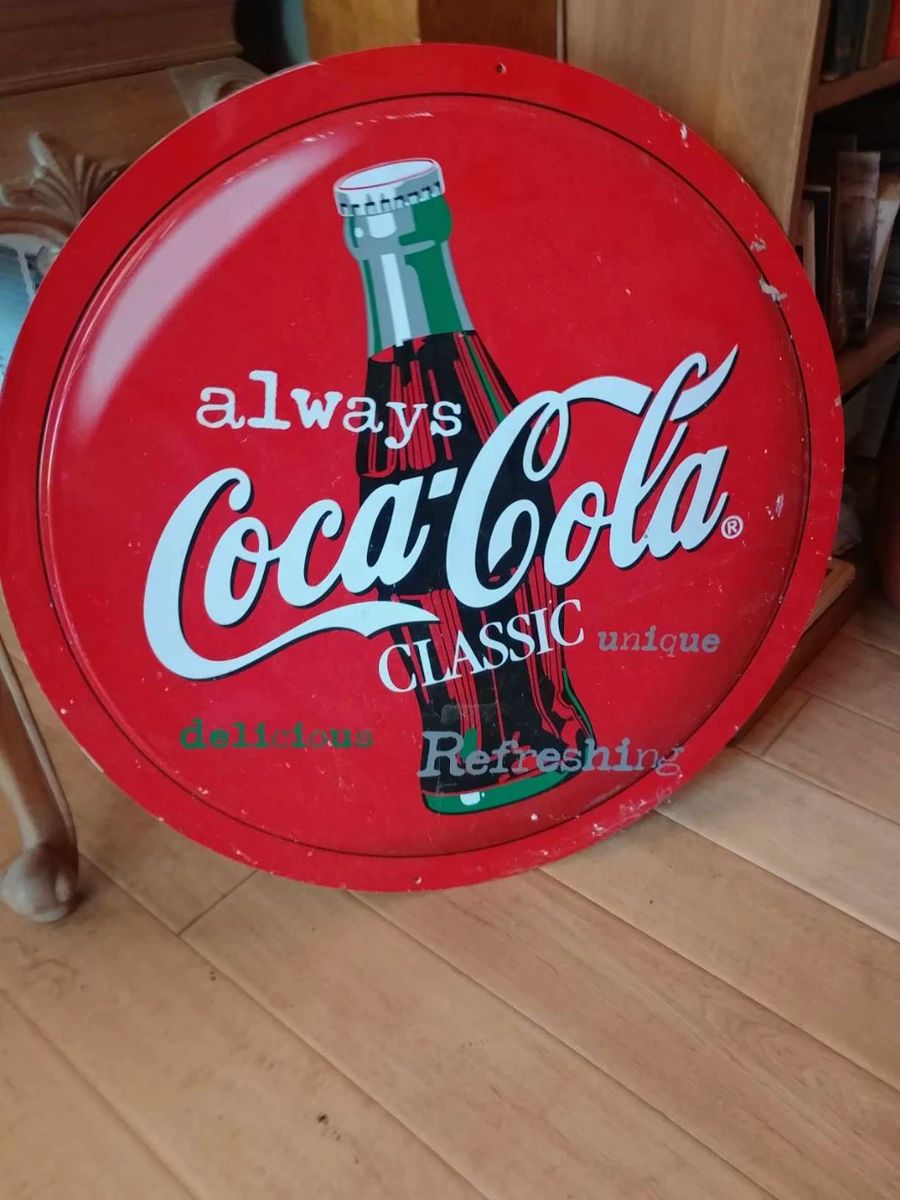 always
Coca-Cola®
CLASSIC
unique
delicious
Refreshing